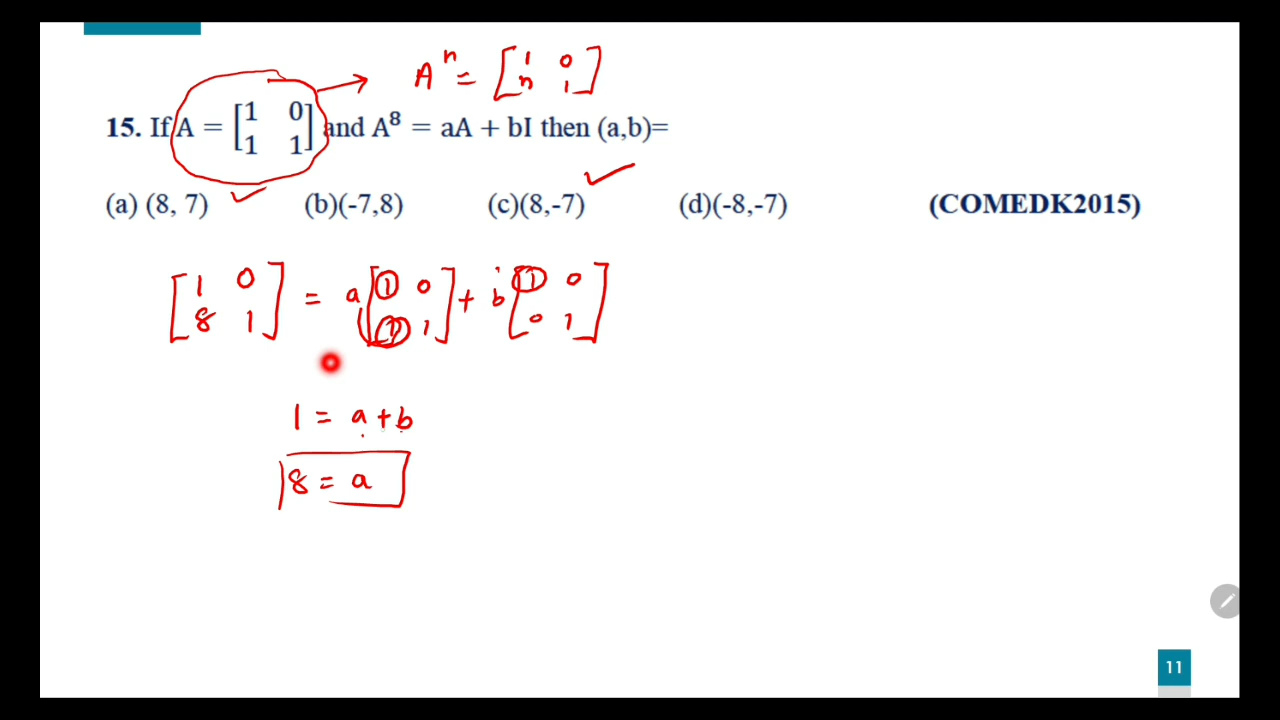 Aⁿ = [1 0
n 1]
15. If A = [1 0
1 1] and A⁸ = aA + bI then (a,b)=
(a) (8, 7) (b)(-7,8) (c)(8,-7) (d)(-8,-7) (COMEDK2015)
[1 0
8 1] = a [1 0
1 1] + b [1 0
0 1]
1 = a + b
8 = a
11